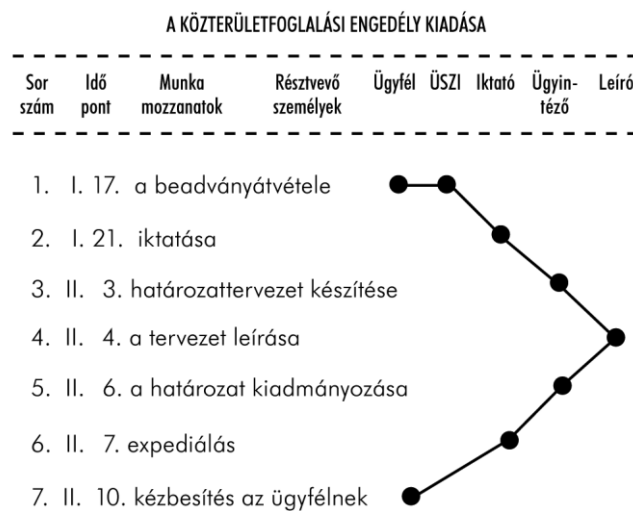 A KÖZTERÜLETFOGLALÁSI ENGEDÉLY KIADÁSA
Sor szám Idő pont Munka mozzanatok Résztvevő személyek Ügyfél ÜSZI Iktató Ügyin- téző Leíró
1. I. 17. a beadványátvétele
2. I. 21. iktatása
3. II. 3. határozattervezet készítése
4. II. 4. a tervezet leírása
5. II. 6. a határozat kiadmányozása
6. II. 7. expediálás
7. II. 10. kézbesítés az ügyfélnek